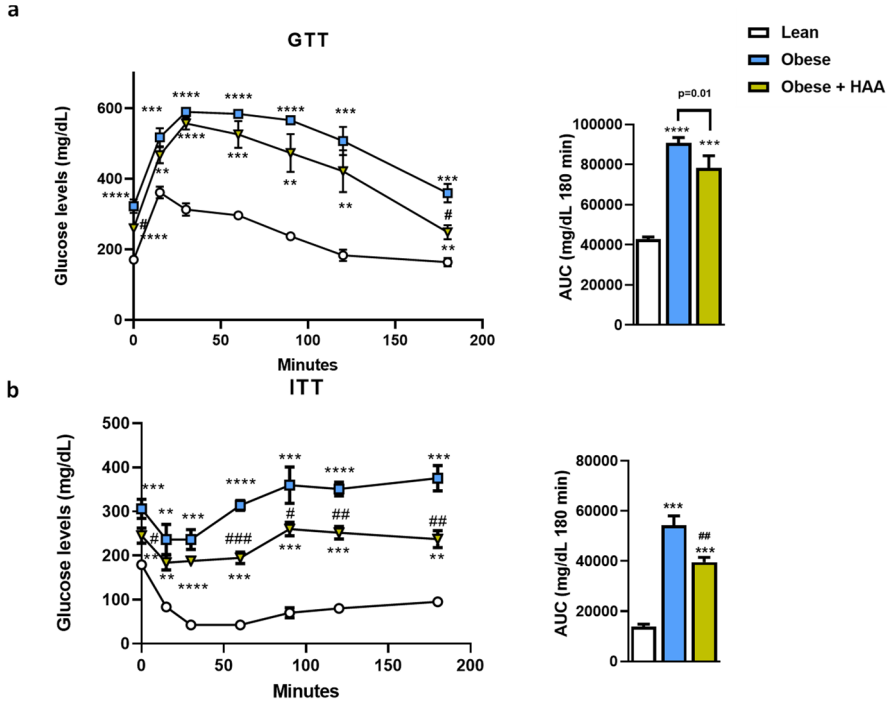 a
GTT
Glucose levels (mg/dL)
600
400
200
0
0 50 100 150 200
Minutes
**** *** **** **** **** *** ***
# **** ** **** *** ** ** # **
AUC (mg/dL 180 min)
100000
80000
60000
40000
20000
0
p=0.01
**** ***
Lean
Obese
Obese + HAA
b
ITT
Glucose levels (mg/dL)
500
400
300
200
100
0
0 50 100 150 200
Minutes
*** ** *** **** *** **** ***
# ### # ## ##
** ** **** *** *** *** **
AUC (mg/dL 180 min)
80000
60000
40000
20000
0
***
##
***